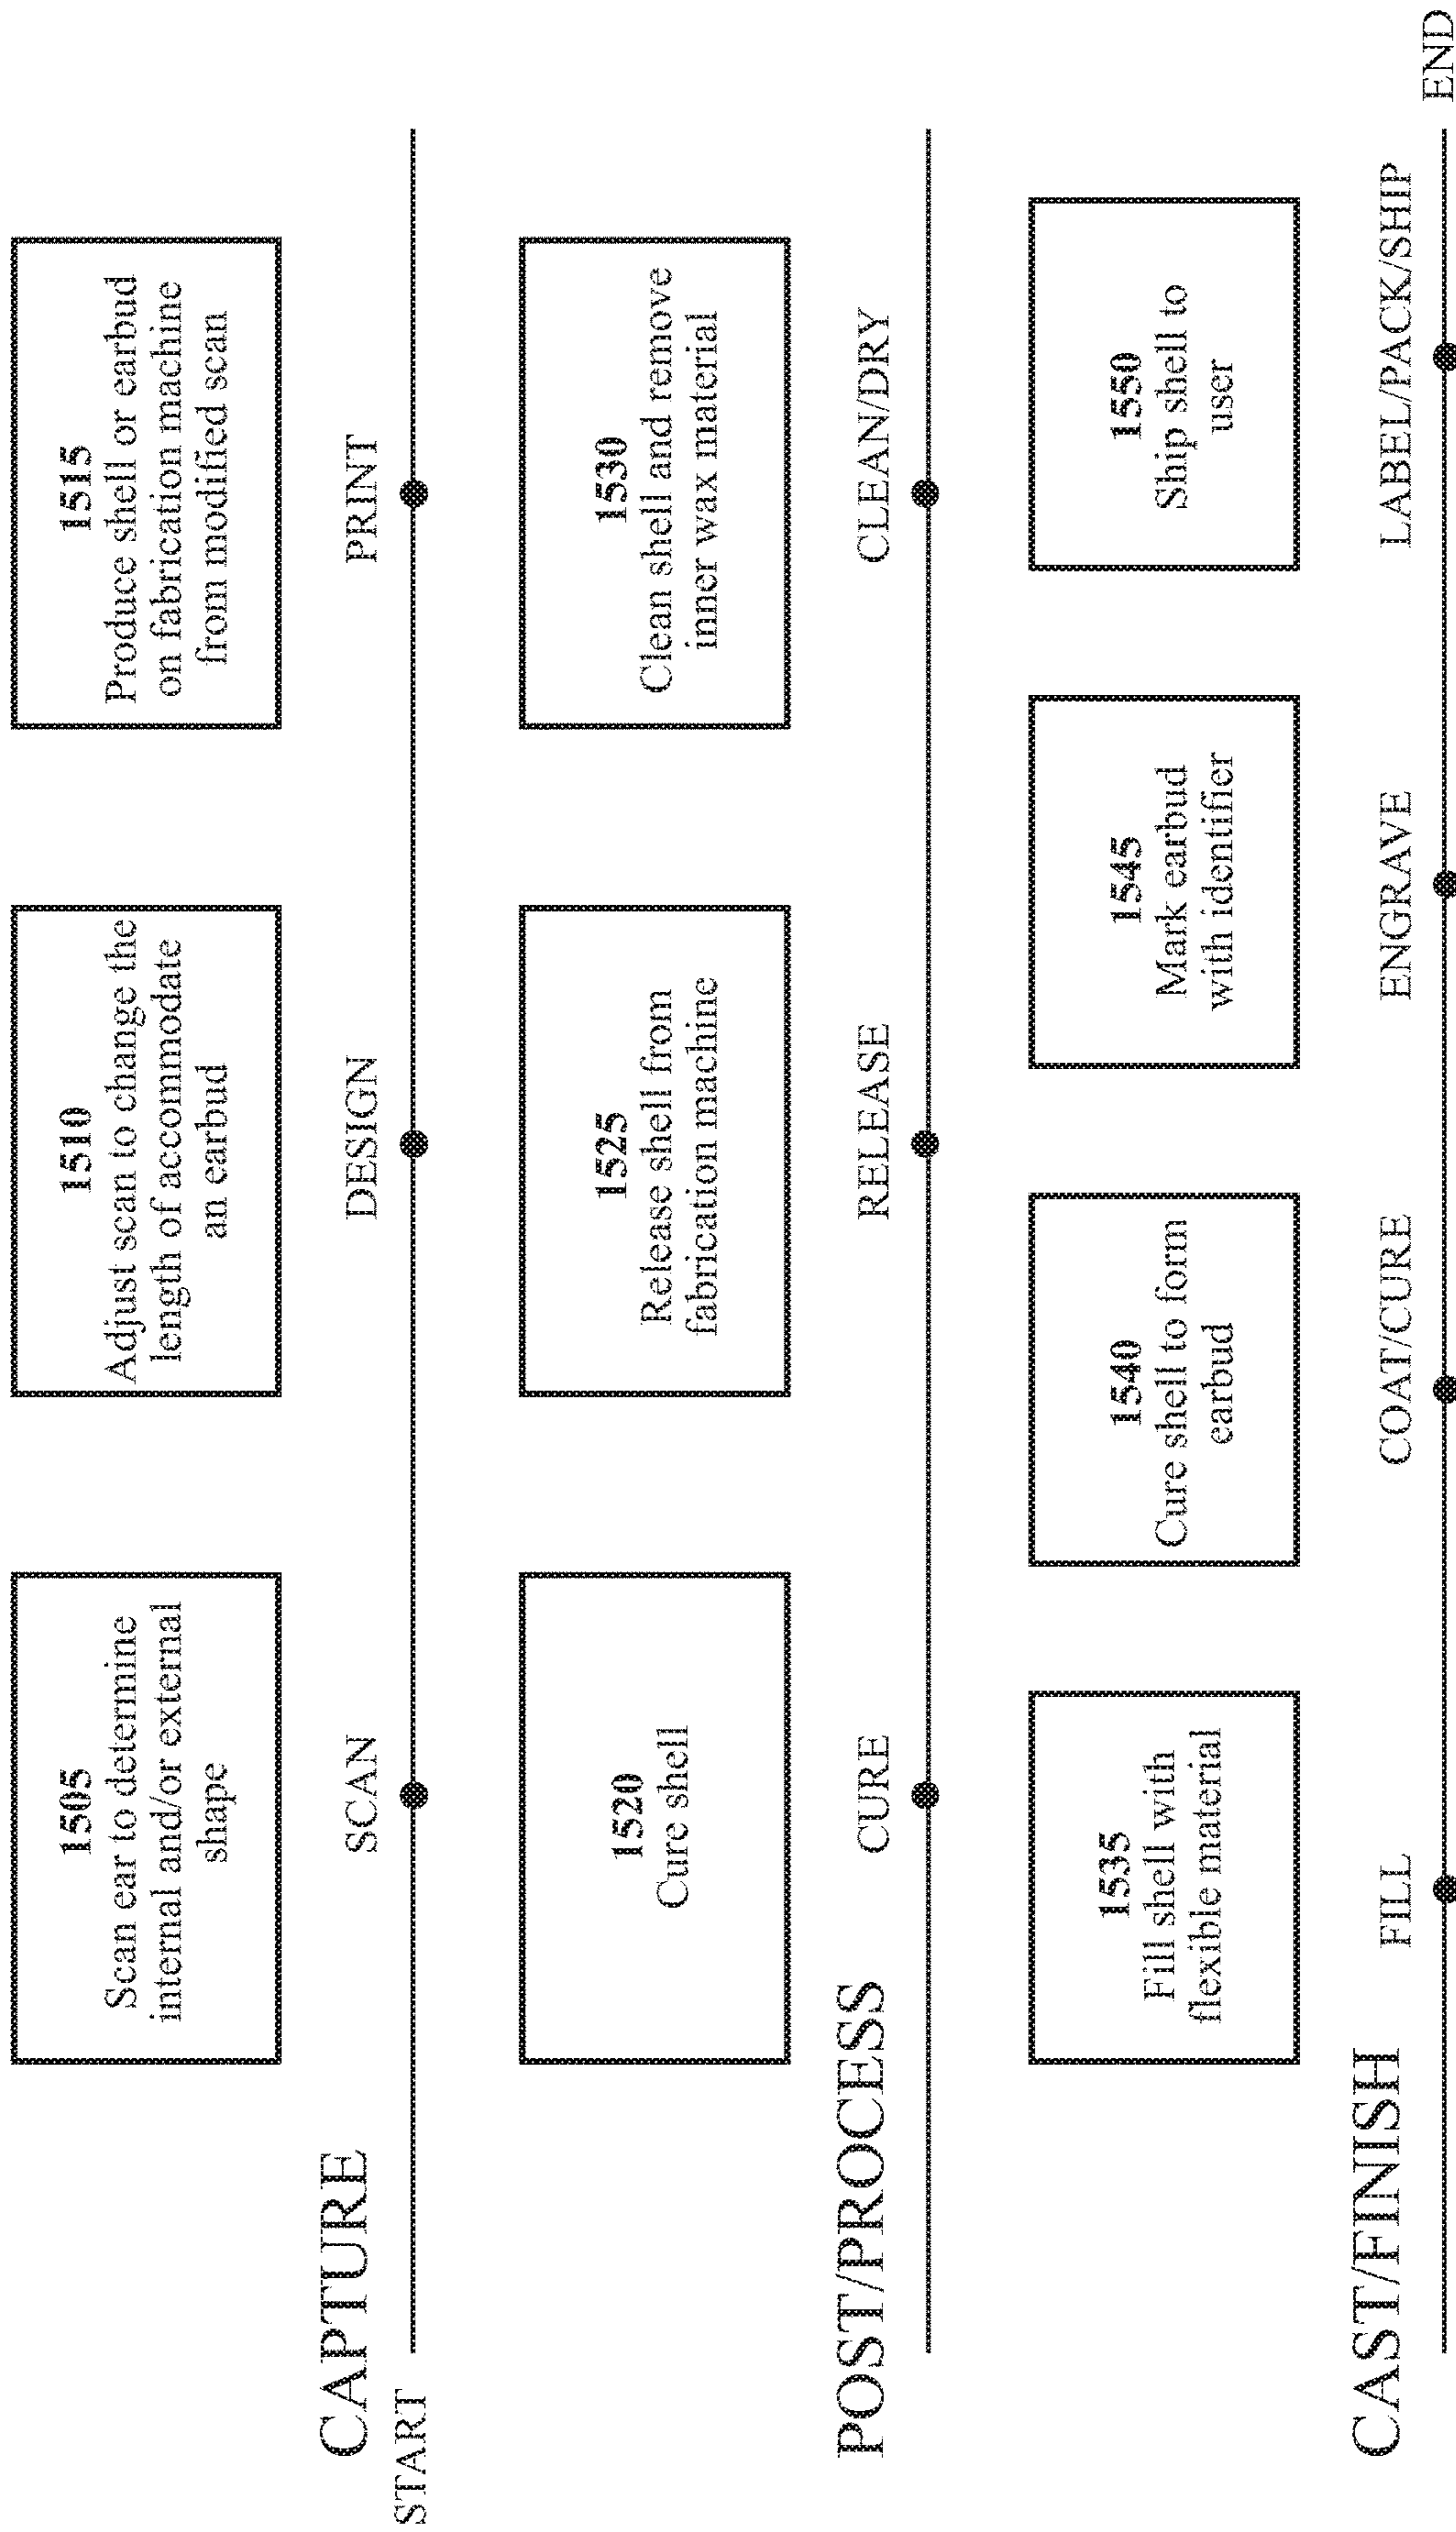 1505
Scan ear to determine
internal and/or external
shape
1510
Adjust scan to change the
length of accommodate
an earbud
1515
Produce shell or earbud
on fabrication machine
from modified scan
CAPTURE
SCAN
DESIGN
PRINT
START
1520
Cure shell
1525
Release shell from
fabrication machine
1530
Clean shell and remove
inner wax material
POST/PROCESS
CURE
RELEASE
CLEAN/DRY
1535
Fill shell with
flexible material
1540
Cure shell to form
earbud
1545
Mark earbud
with identifier
1550
Ship shell to
user
CAST/FINISH
FILL
COAT/CURE
ENGRAVE
LABEL/PACK/SHIP
END